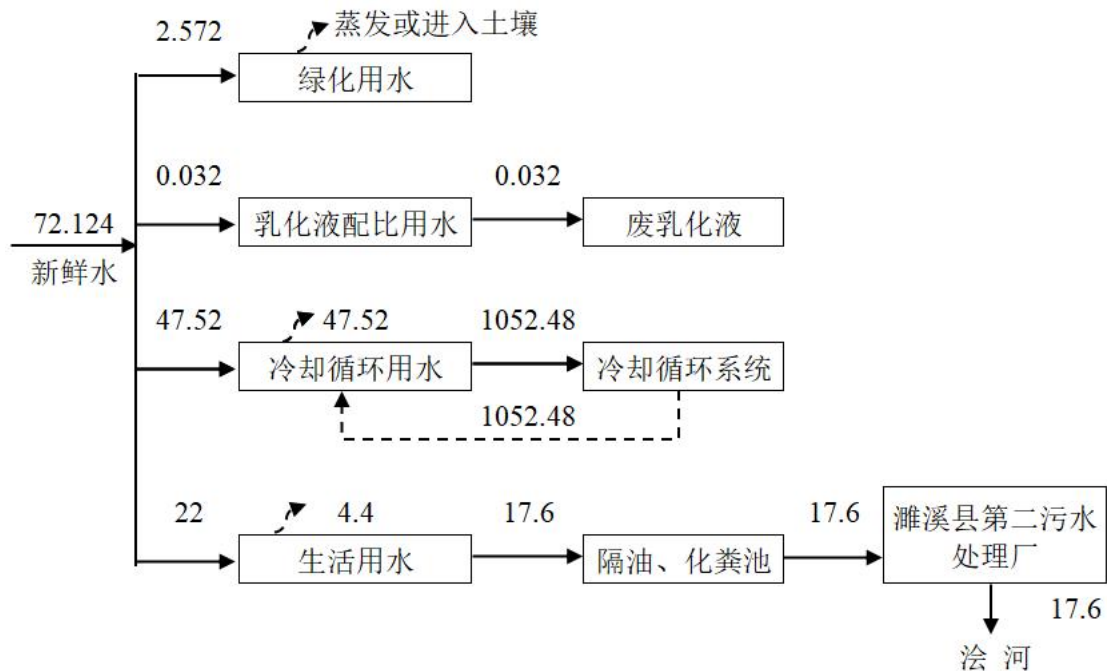 2.572
蒸发或进入土壤
绿化用水
0.032
0.032
72.124
乳化液配比用水
废乳化液
新鲜水
47.52
47.52
1052.48
冷却循环用水
冷却循环系统
1052.48
22
4.4
17.6
17.6
濉溪县第二污水
处理厂
生活用水
隔油、化粪池
17.6
浍 河